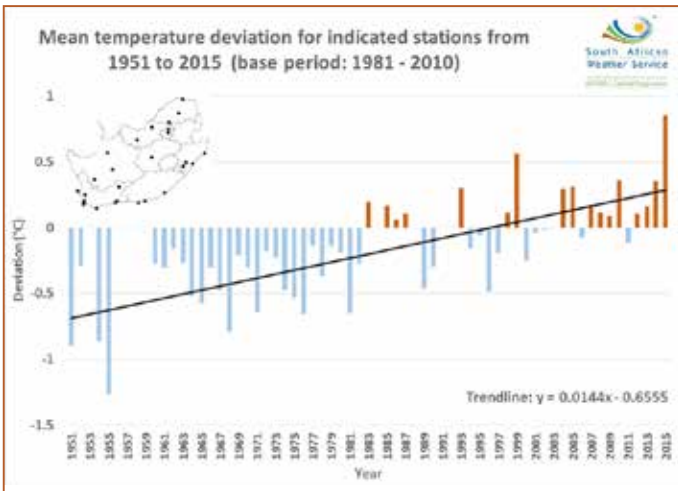 Mean temperature deviation for indicated stations from
1951 to 2015 (base period: 1981 - 2010)
South African
Weather Service
1
0.5
0
-0.5
-1
-1.5
Deviation (°C)
Trendline: y = 0.0144x - 0.6555
1951 1953 1955 1957 1959 1961 1963 1965 1967 1969 1971 1973 1975 1977 1979 1981 1983 1985 1987 1989 1991 1993 1995 1997 1999 2001 2003 2005 2007 2009 2011 2013 2015
Year